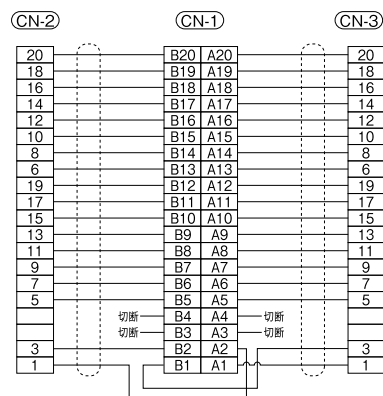 CN-2 CN-1 CN-3
20 B20 A20 20
18 B19 A19 18
16 B18 A18 16
14 B17 A17 14
12 B16 A16 12
10 B15 A15 10
8 B14 A14 8
6 B13 A13 6
19 B12 A12 19
17 B11 A11 17
15 B10 A10 15
13 B9 A9 13
11 B8 A8 11
9 B7 A7 9
7 B6 A6 7
5 B5 A5 5
切断 B4 A4 切断
切断 B3 A3 切断
3 B2 A2 3
1 B1 A1 1